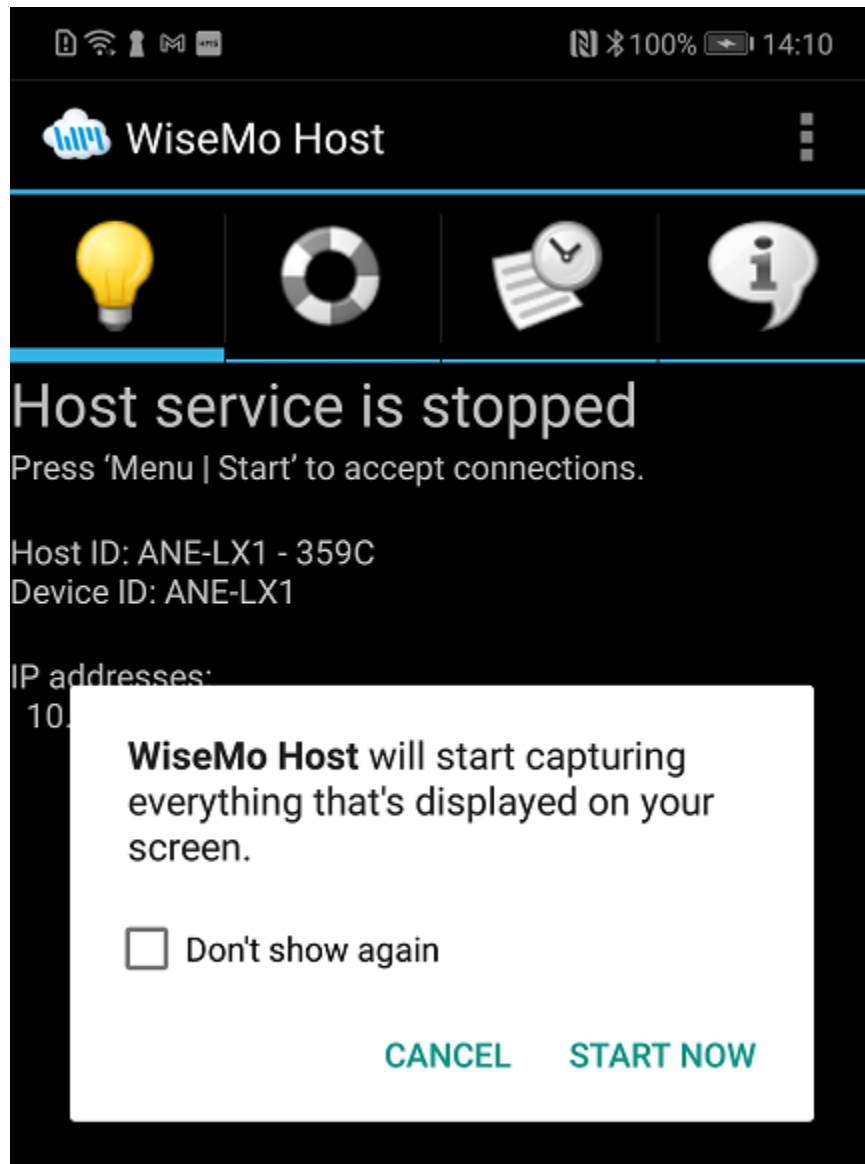 100% 14:10
WiseMo Host
Host service is stopped
Press ‘Menu | Start’ to accept connections.
Host ID: ANE-LX1 - 359C
Device ID: ANE-LX1
IP addresses:
10.
WiseMo Host will start capturing
everything that's displayed on your
screen.
Don't show again
CANCEL START NOW